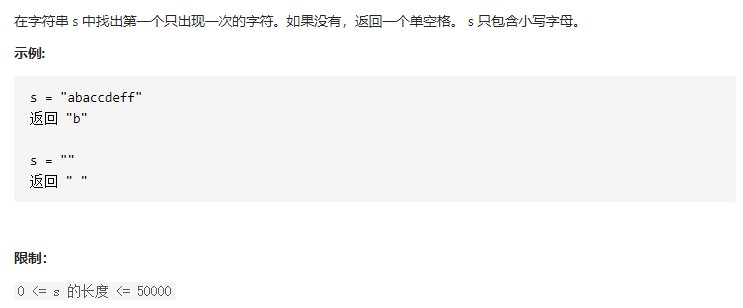 在字符串 s 中找出第一个只出现一次的字符。如果没有，返回一个单空格。 s 只包含小写字母。
示例:
s = "abaccdeff"
返回 "b"
s = ""
返回 " "
限制：
0 <= s 的长度 <= 50000